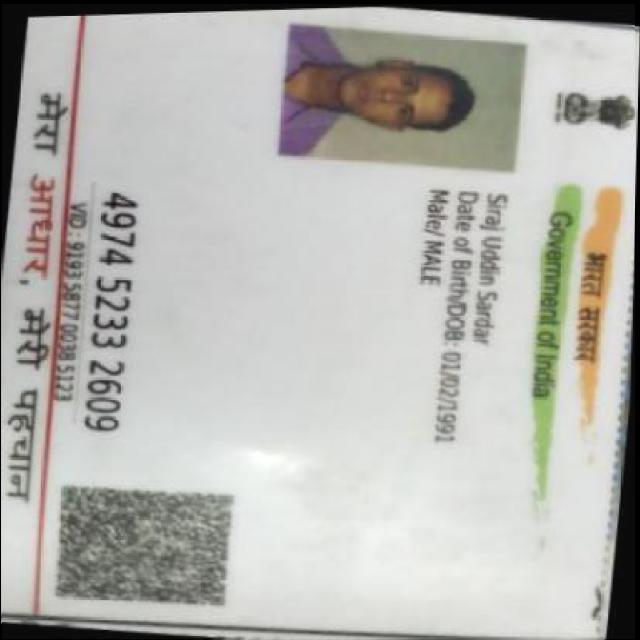 भारत सरकार
Government of India
Siraj Uddin Sardar
Date of Birth/DOB: 01/02/1991
Male/ MALE
4974 5233 2609
VID : 9193 5877 0038 5123
मेरा आधार, मेरी पहचान